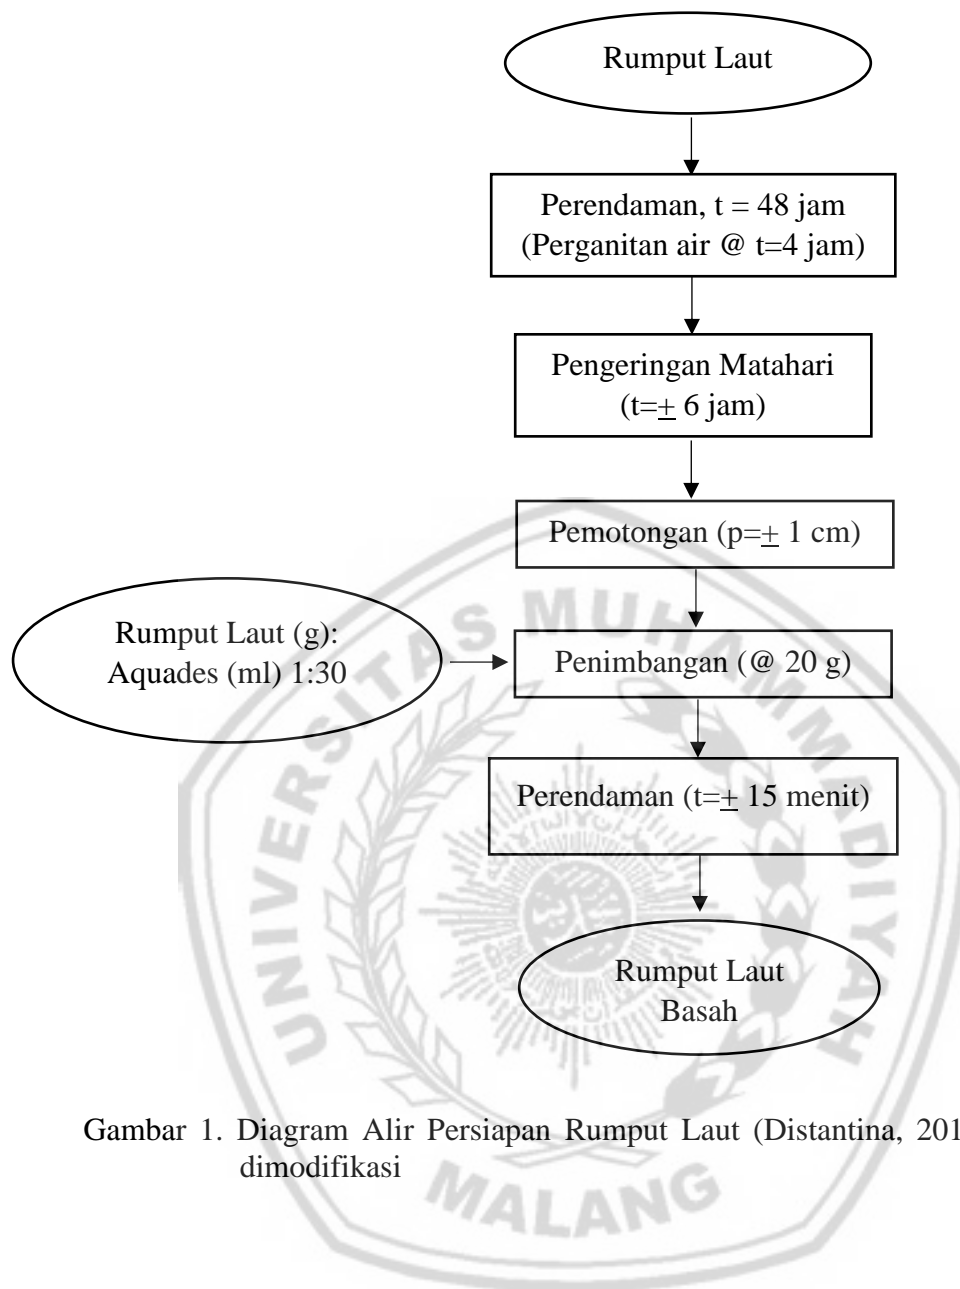 Rumput Laut
Perendaman, t = 48 jam
(Perganitan air @ t=4 jam)
Pengeringan Matahari
(t=± 6 jam)
Pemotongan (p=± 1 cm)
Rumput Laut (g):
Aquades (ml) 1:30
Penimbangan (@ 20 g)
Perendaman (t=± 15 menit)
Rumput Laut
Basah
Gambar 1. Diagram Alir Persiapan Rumput Laut (Distantina, 201
dimodifikasi
UNIVERSITAS MUHAMMADIYAH
MALANG